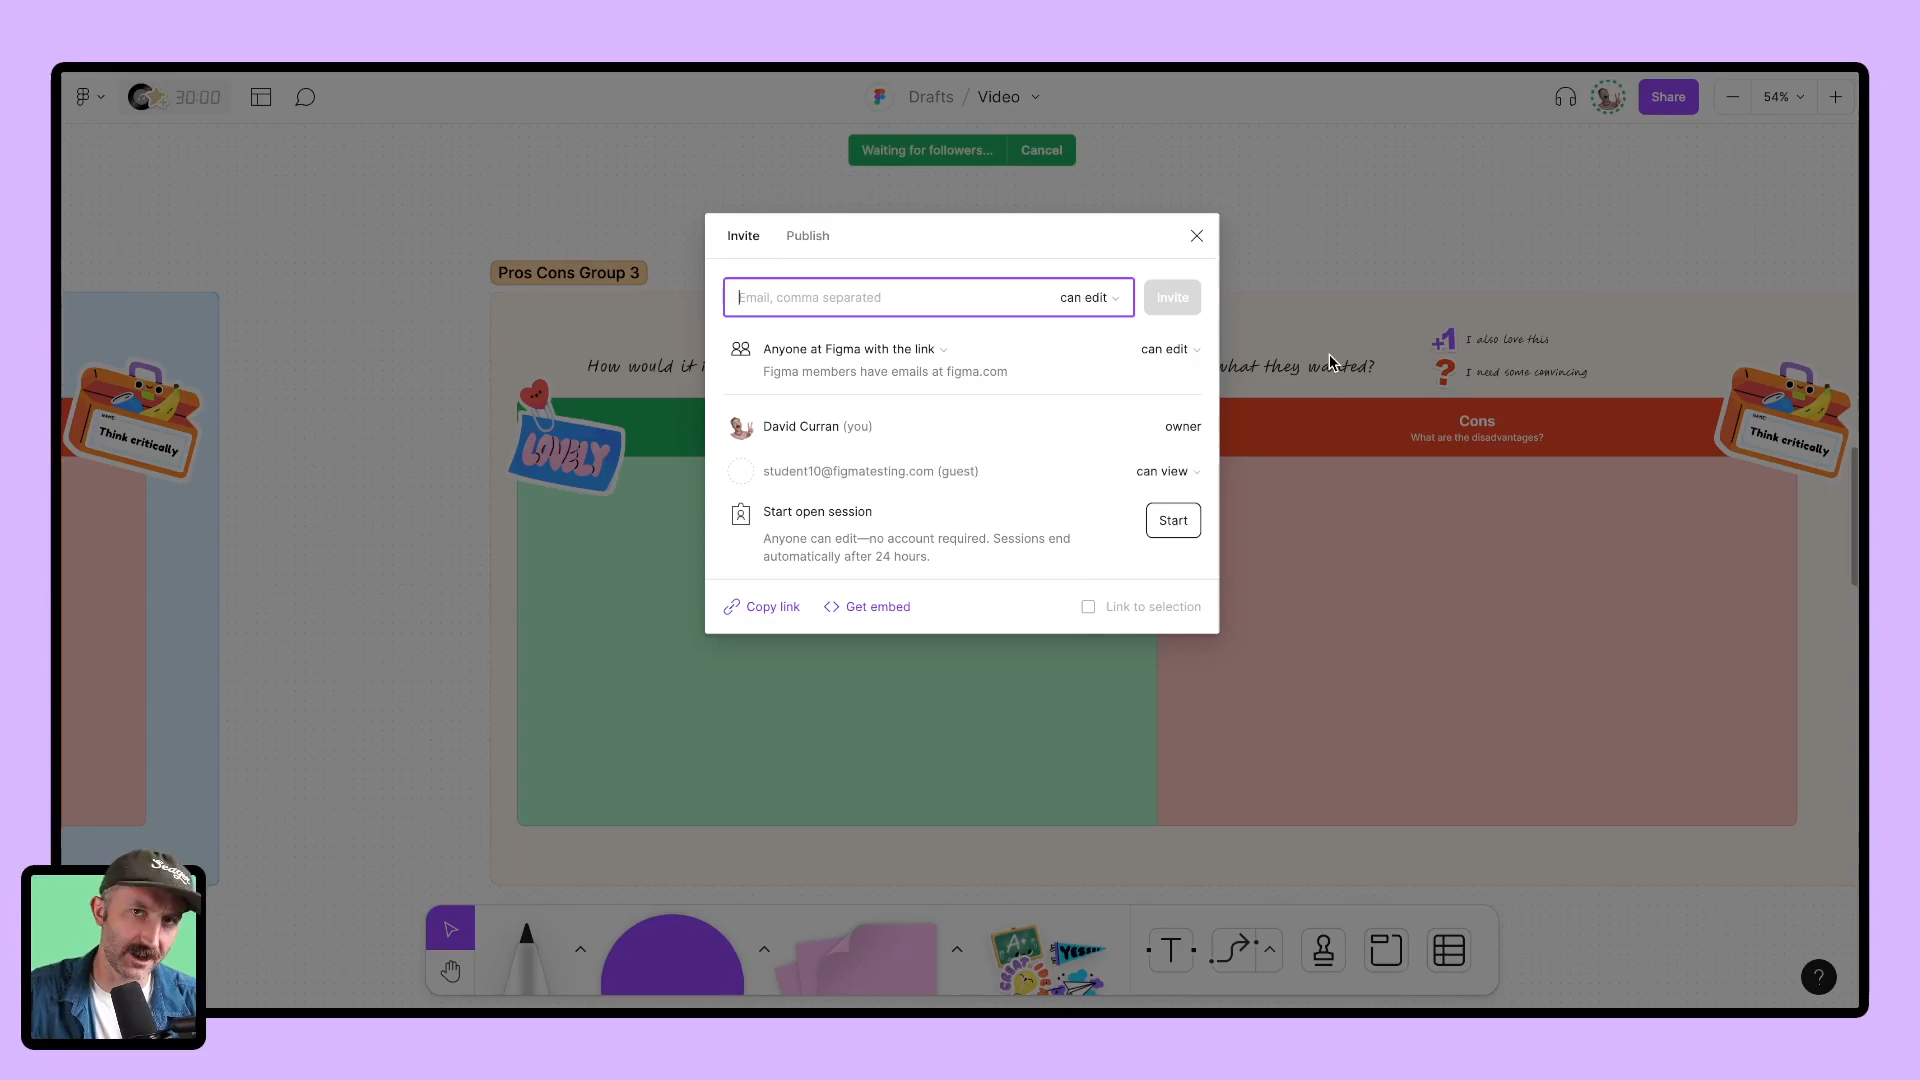 30:00
Drafts / Video
Share
54%
Waiting for followers...
Cancel
Invite
Publish
Pros Cons Group 3
Email, comma separated
can edit
Invite
Anyone at Figma with the link
can edit
Figma members have emails at figma.com
How would it
what they wanted?
I also love this
I need some convincing
David Curran (you)
owner
student10@figmatesting.com (guest)
can view
Start open session
Start
Anyone can edit—no account required. Sessions end
automatically after 24 hours.
Copy link
Get embed
Link to selection
NAME:
Think critically
LOVELY
Cons
What are the disadvantages?
NAME:
Think critically
A+
T
?